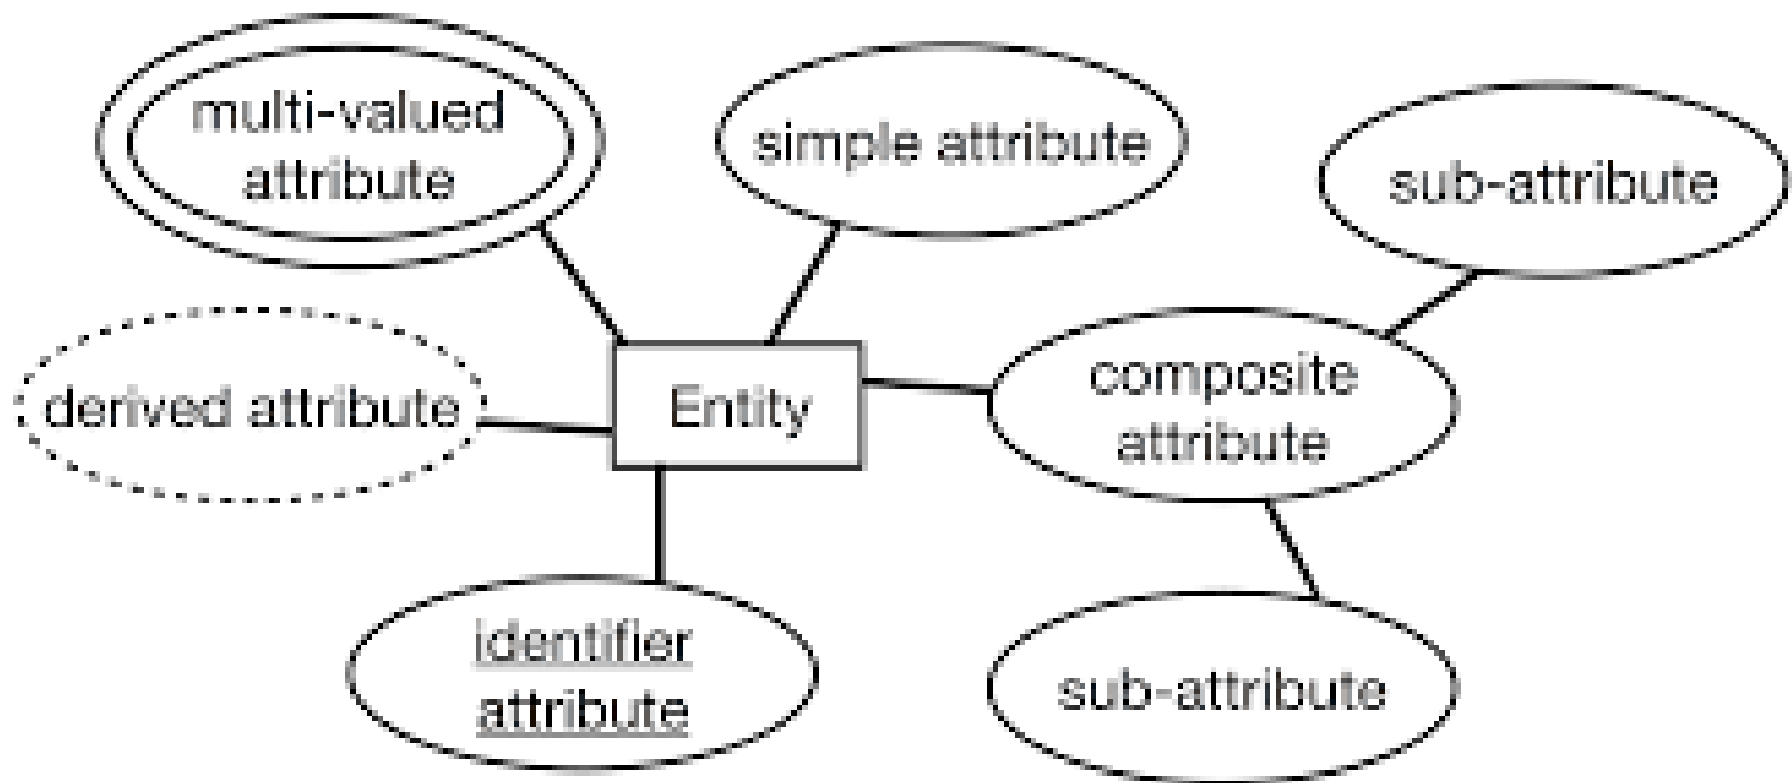 multi-valued
attribute
simple attribute
sub-attribute
derived attribute
Entity
composite
attribute
identifier
attribute
sub-attribute